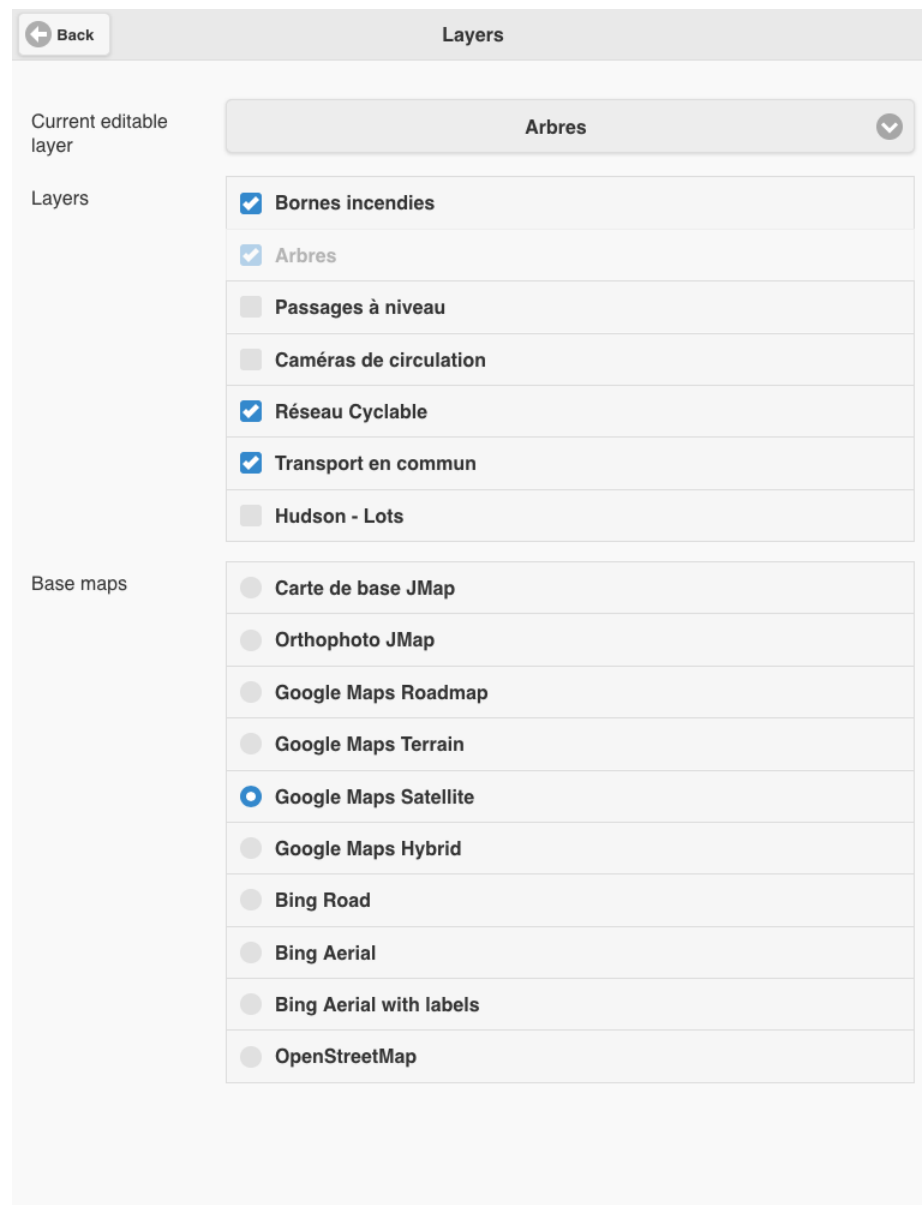 Back
Layers
Current editable
layer
Arbres
Layers
Bornes incendies
Arbres
Passages à niveau
Caméras de circulation
Réseau Cyclable
Transport en commun
Hudson - Lots
Base maps
Carte de base JMap
Orthophoto JMap
Google Maps Roadmap
Google Maps Terrain
Google Maps Satellite
Google Maps Hybrid
Bing Road
Bing Aerial
Bing Aerial with labels
OpenStreetMap